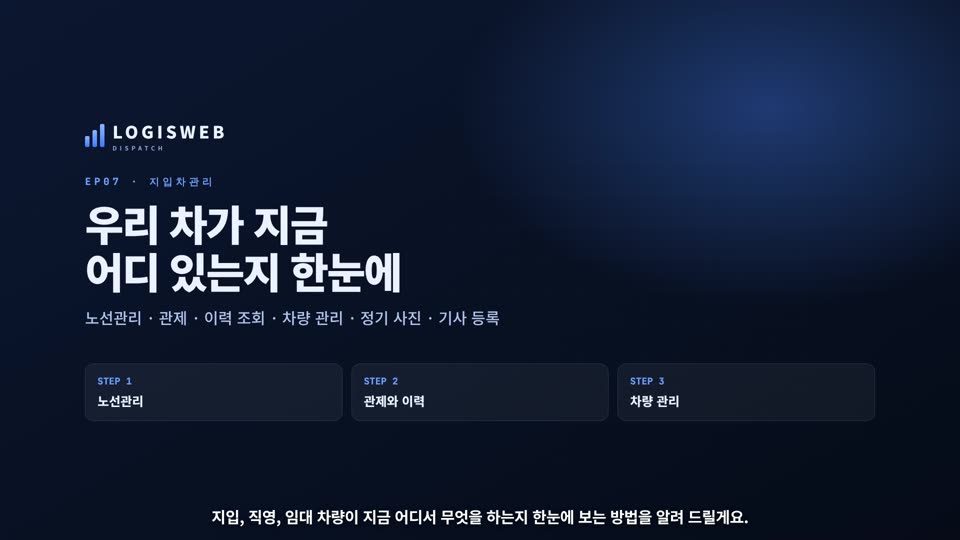 LOGISWEB
DISPATCH
EP07 · 지입차관리
우리 차가 지금
어디 있는지 한눈에
노선관리 · 관제 · 이력 조회 · 차량 관리 · 정기 사진 · 기사 등록
STEP 1
노선관리
STEP 2
관제와 이력
STEP 3
차량 관리
지입, 직영, 임대 차량이 지금 어디서 무엇을 하는지 한눈에 보는 방법을 알려 드릴게요.